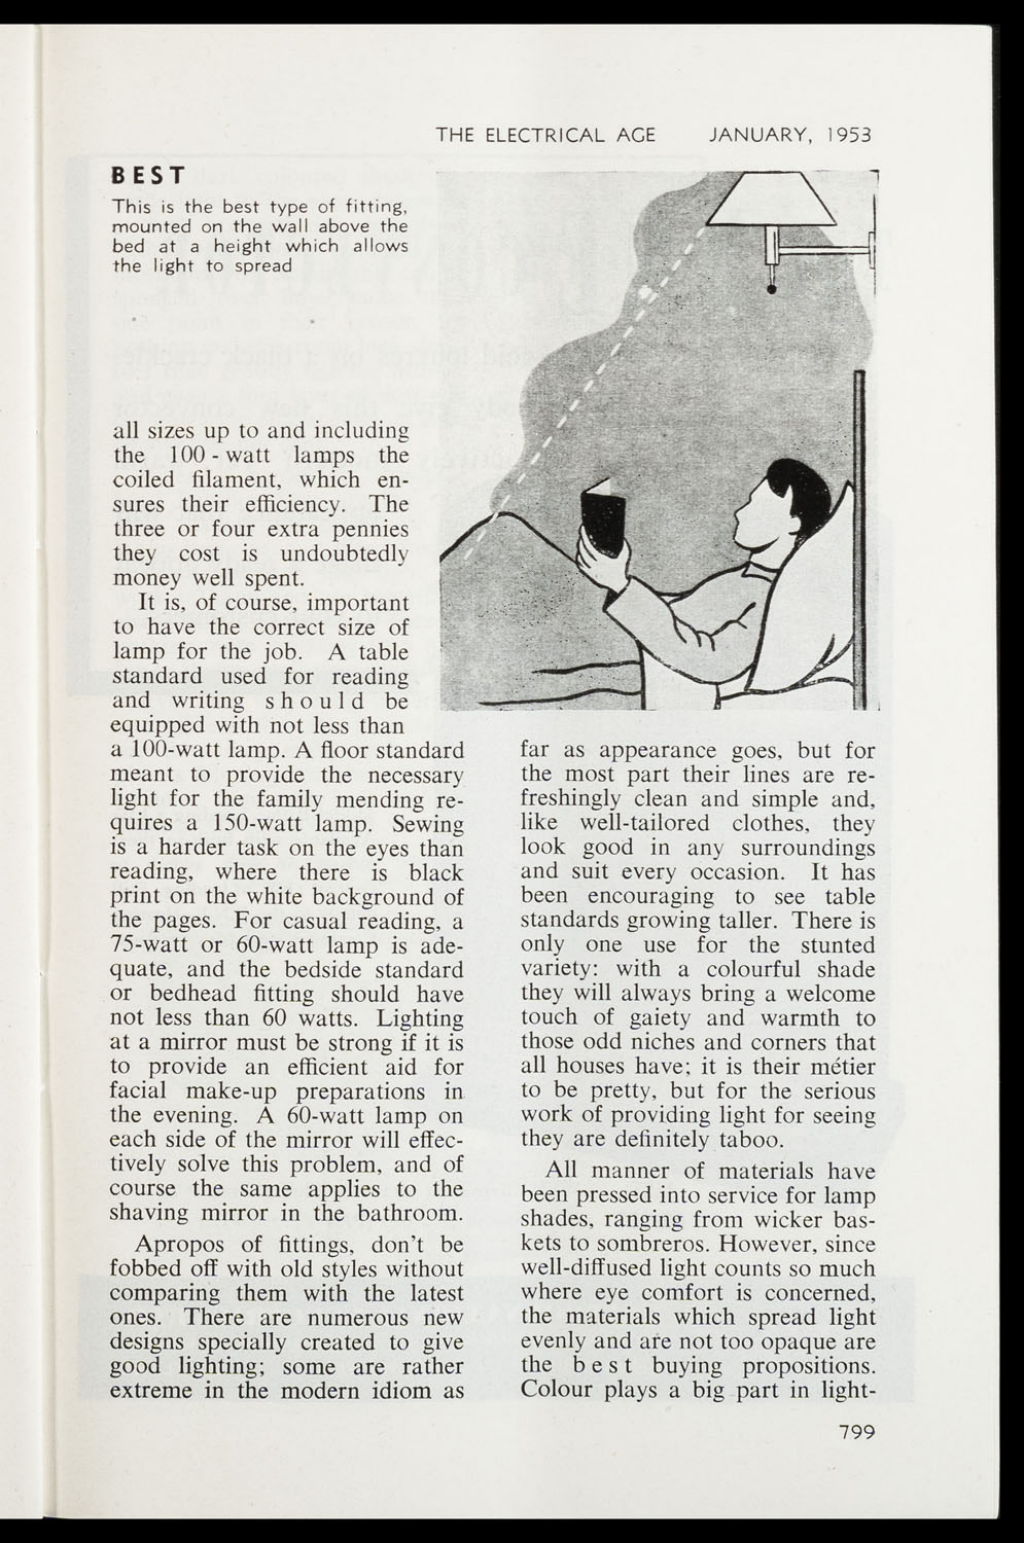 THE ELECTRICAL AGE JANUARY, 1953
BEST
This is the best type of fitting,
mounted on the wall above the
bed at a height which allows
the light to spread
all sizes up to and including
the 100-watt lamps the
coiled filament, which en-
sures their efficiency. The
three or four extra pennies
they cost is undoubtedly
money well spent.
It is, of course, important
to have the correct size of
lamp for the job. A table
standard used for reading
and writing should be
equipped with not less than
a 100-watt lamp. A floor standard
meant to provide the necessary
light for the family mending re-
quires a 150-watt lamp. Sewing
is a harder task on the eyes than
reading, where there is black
print on the white background of
the pages. For casual reading, a
75-watt or 60-watt lamp is ade-
quate, and the bedside standard
or bedhead fitting should have
not less than 60 watts. Lighting
at a mirror must be strong if it is
to provide an efficient aid for
facial make-up preparations in
the evening. A 60-watt lamp on
each side of the mirror will effec-
tively solve this problem, and of
course the same applies to the
shaving mirror in the bathroom.
Apropos of fittings, don't be
fobbed off with old styles without
comparing them with the latest
ones. There are numerous new
designs specially created to give
good lighting; some are rather
extreme in the modern idiom as
far as appearance goes, but for
the most part their lines are re-
freshingly clean and simple and,
like well-tailored clothes, they
look good in any surroundings
and suit every occasion. It has
been encouraging to see table
standards growing taller. There is
only one use for the stunted
variety: with a colourful shade
they will always bring a welcome
touch of gaiety and warmth to
those odd niches and corners that
all houses have; it is their métier
to be pretty, but for the serious
work of providing light for seeing
they are definitely taboo.
All manner of materials have
been pressed into service for lamp
shades, ranging from wicker bas-
kets to sombreros. However, since
well-diffused light counts so much
where eye comfort is concerned,
the materials which spread light
evenly and are not too opaque are
the best buying propositions.
Colour plays a big part in light-
799